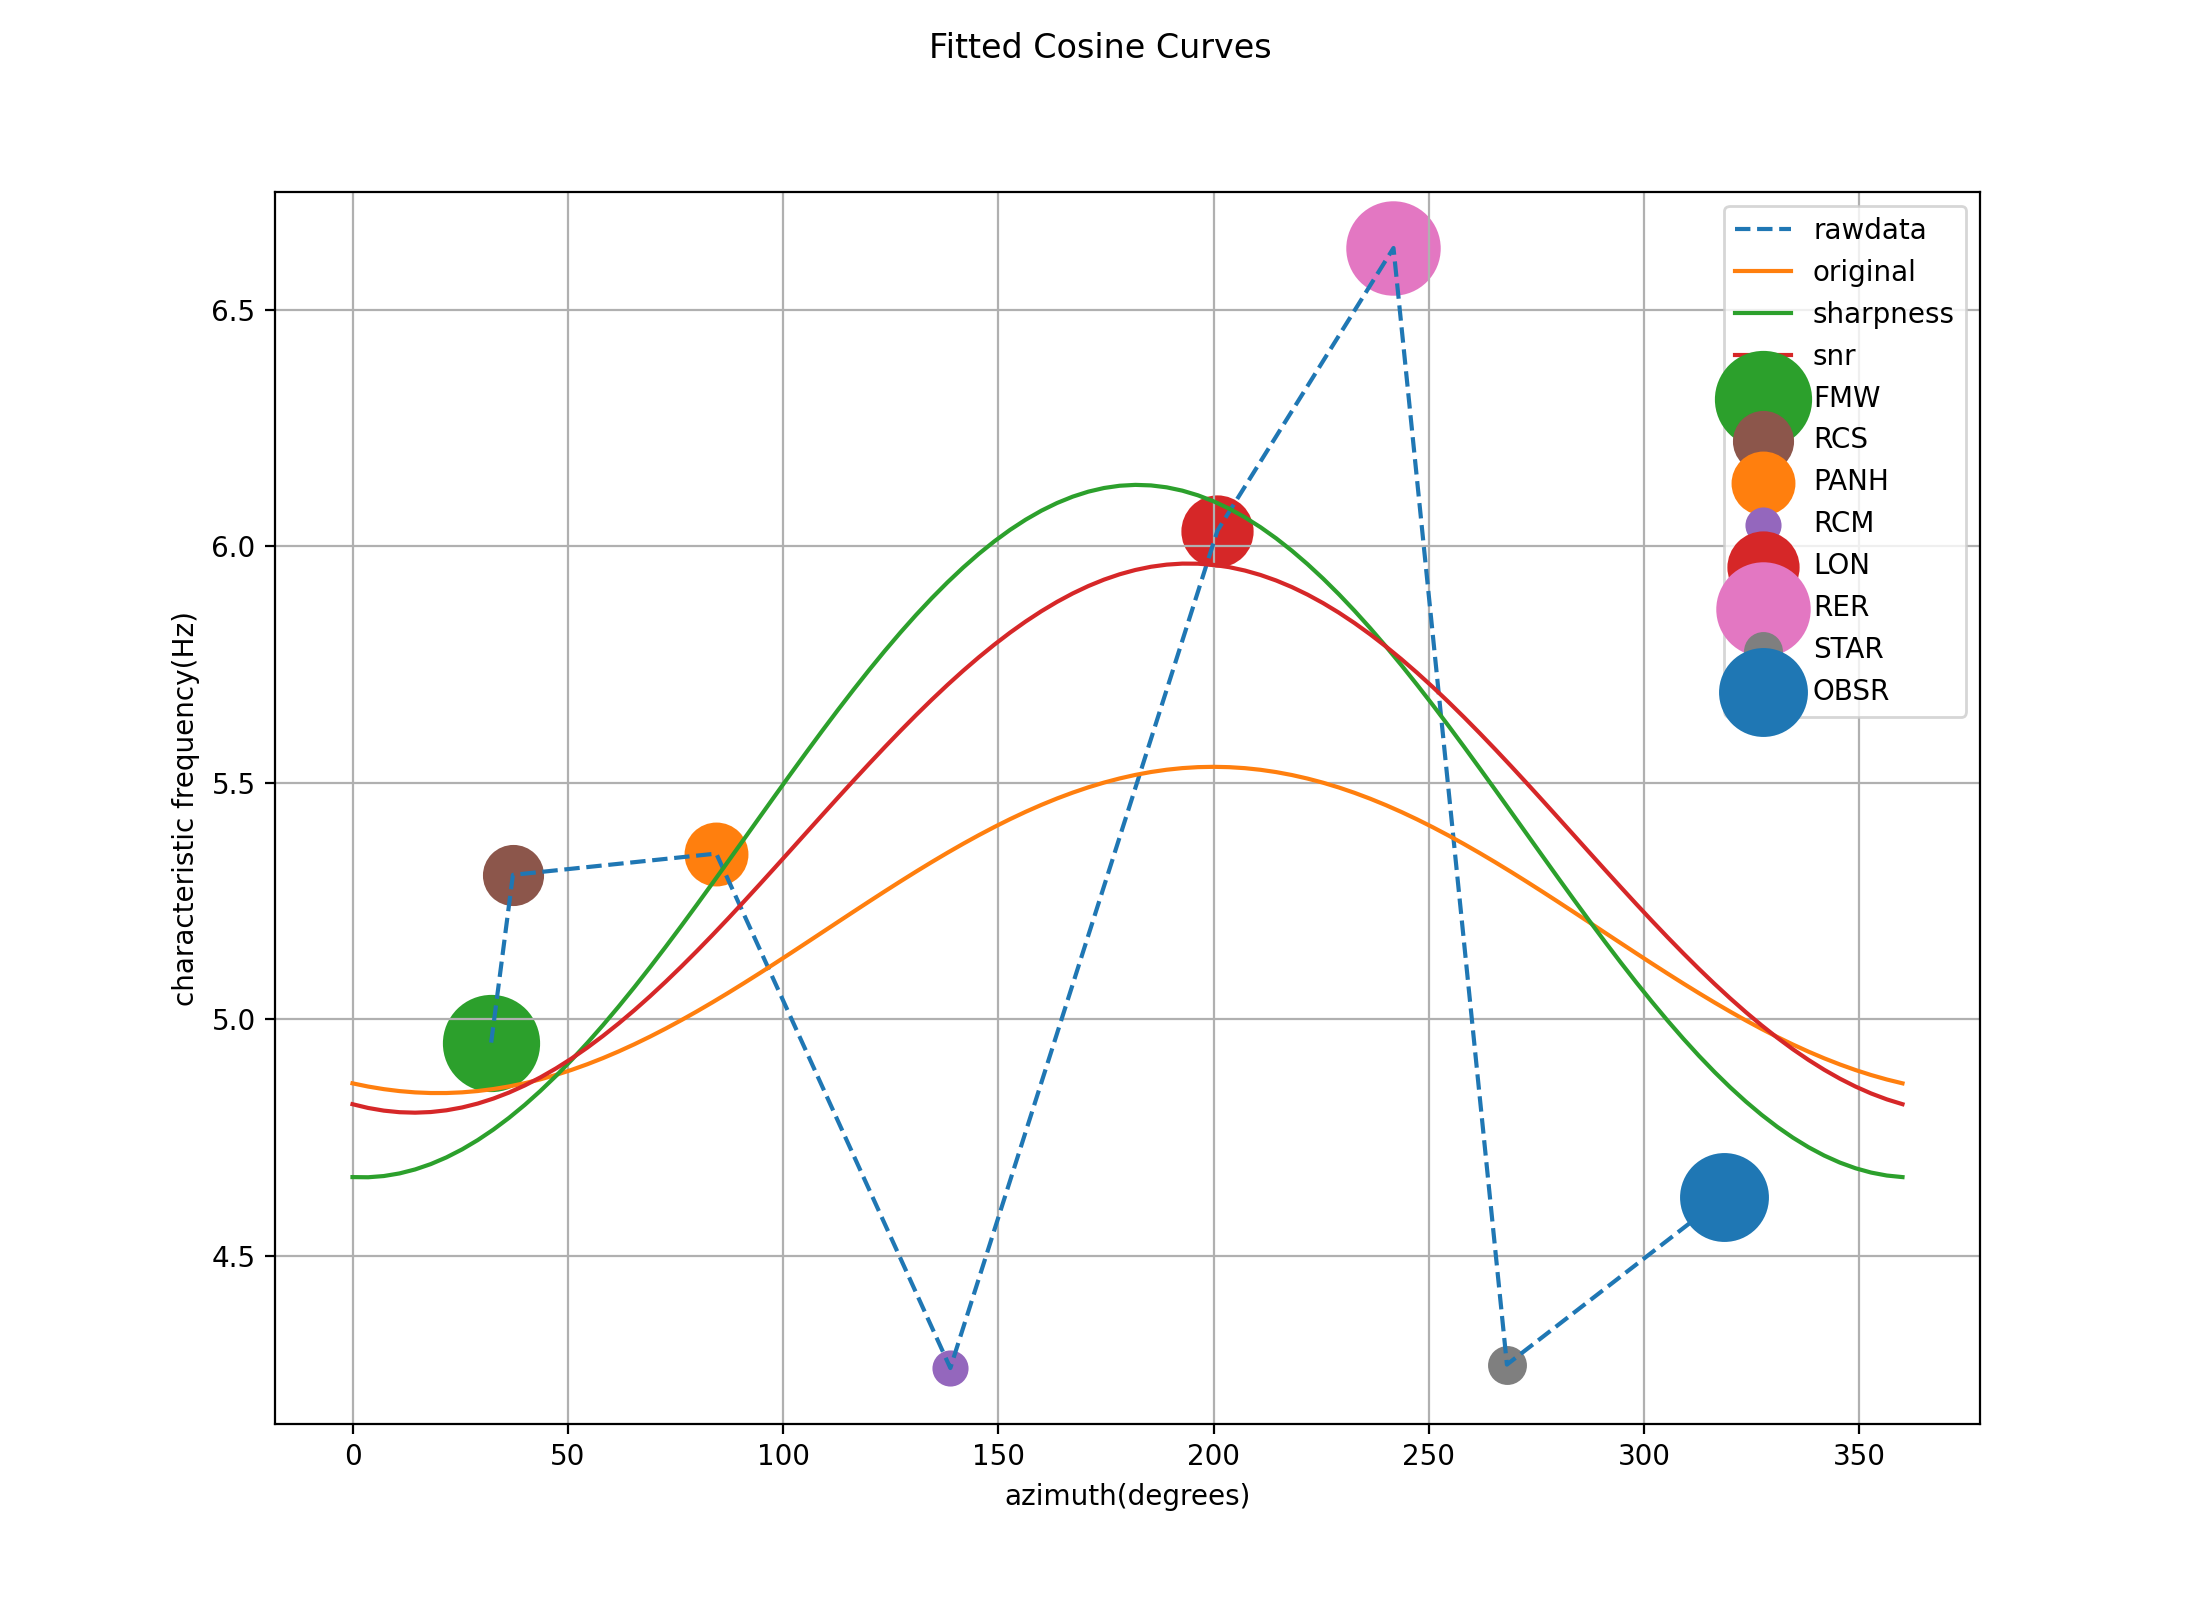 Fitted Cosine Curves
6.5
6.0
5.5
5.0
4.5
characteristic frequency(Hz)
0 50 100 150 200 250 300 350
azimuth(degrees)
rawdata
original
sharpness
snr
FMW
RCS
PANH
RCM
LON
RER
STAR
OBSR